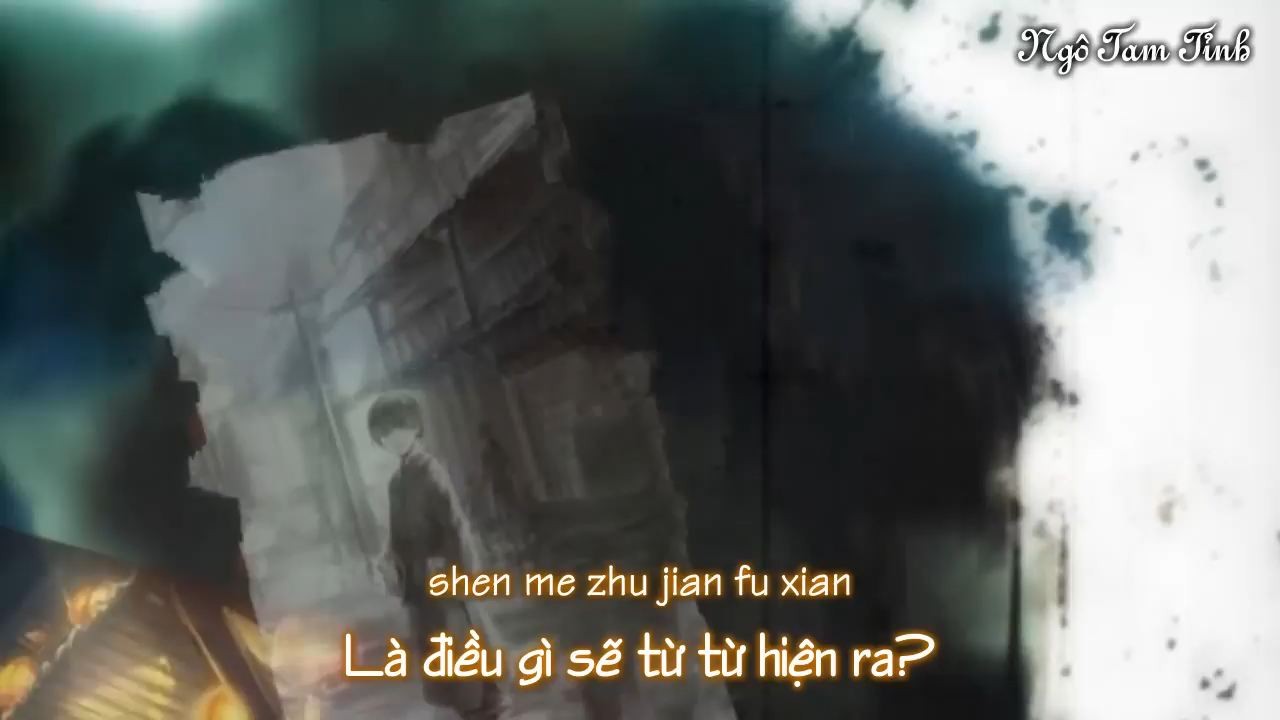 Ngô Tam Tỉnh
shen me zhu jian fu xian
Là điều gì sẽ từ từ hiện ra?